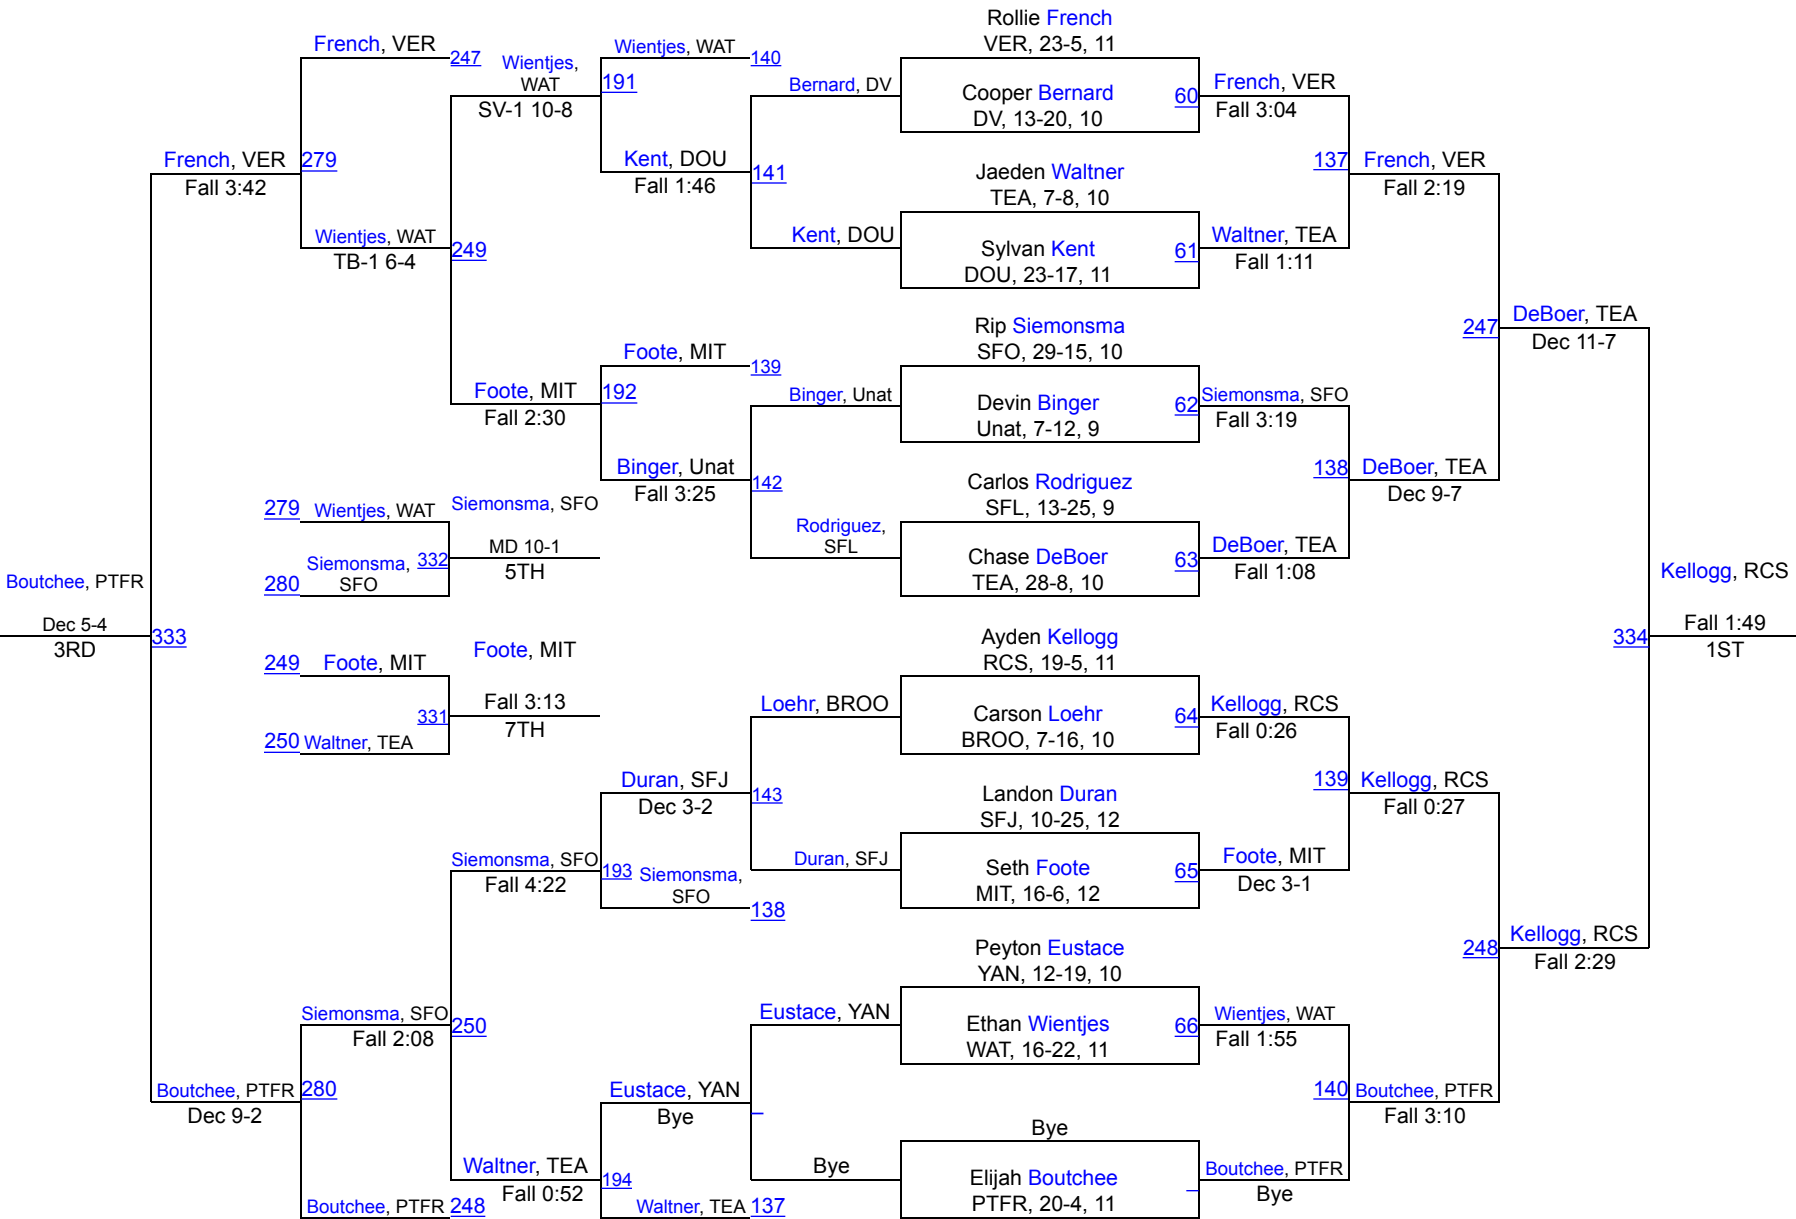 Rollie French
VER, 23-5, 11
French, VER
247
Wientjes,
WAT
SV-1 10-8
Wientjes, WAT
140
191
Bernard, DV
Cooper Bernard
DV, 13-20, 10
60
French, VER
Fall 3:04
French, VER
279
Fall 3:42
Kent, DOU
Fall 1:46
141
Jaeden Waltner
TEA, 7-8, 10
137
French, VER
Fall 2:19
Wientjes, WAT
TB-1 6-4
249
Kent, DOU
Sylvan Kent
DOU, 23-17, 11
61
Waltner, TEA
Fall 1:11
Rip Siemonsma
SFO, 29-15, 10
247
DeBoer, TEA
Dec 11-7
Foote, MIT
139
Foote, MIT
Fall 2:30
192
Binger, Unat
Devin Binger
Unat, 7-12, 9
62
Siemonsma, SFO
Fall 3:19
Binger, Unat
Fall 3:25
142
Carlos Rodriguez
SFL, 13-25, 9
138
DeBoer, TEA
Dec 9-7
279
Wientjes, WAT
Siemonsma, SFO
Rodriguez,
SFL
MD 10-1
5TH
Siemonsma,
SFO
332
280
Chase DeBoer
TEA, 28-8, 10
63
DeBoer, TEA
Fall 1:08
Boutchee, PTFR
Dec 5-4
3RD
333
Kellogg, RCS
Fall 1:49
1ST
334
Ayden Kellogg
RCS, 19-5, 11
249
Foote, MIT
Foote, MIT
Fall 3:13
7TH
331
250
Waltner, TEA
Loehr, BROO
Carson Loehr
BROO, 7-16, 10
64
Kellogg, RCS
Fall 0:26
Duran, SFJ
Dec 3-2
143
Landon Duran
SFJ, 10-25, 12
139
Kellogg, RCS
Fall 0:27
Siemonsma, SFO
Fall 4:22
193
Siemonsma,
SFO
138
Duran, SFJ
Seth Foote
MIT, 16-6, 12
65
Foote, MIT
Dec 3-1
Peyton Eustace
YAN, 12-19, 10
248
Kellogg, RCS
Fall 2:29
Siemonsma, SFO
Fall 2:08
250
Eustace, YAN
Ethan Wientjes
WAT, 16-22, 11
66
Wientjes, WAT
Fall 1:55
Boutchee, PTFR
Dec 9-2
280
Eustace, YAN
Bye
Bye
140
Boutchee, PTFR
Fall 3:10
Waltner, TEA
Fall 0:52
194
Bye
Elijah Boutchee
PTFR, 20-4, 11
Boutchee, PTFR
Bye
Boutchee, PTFR
248
Waltner, TEA
137